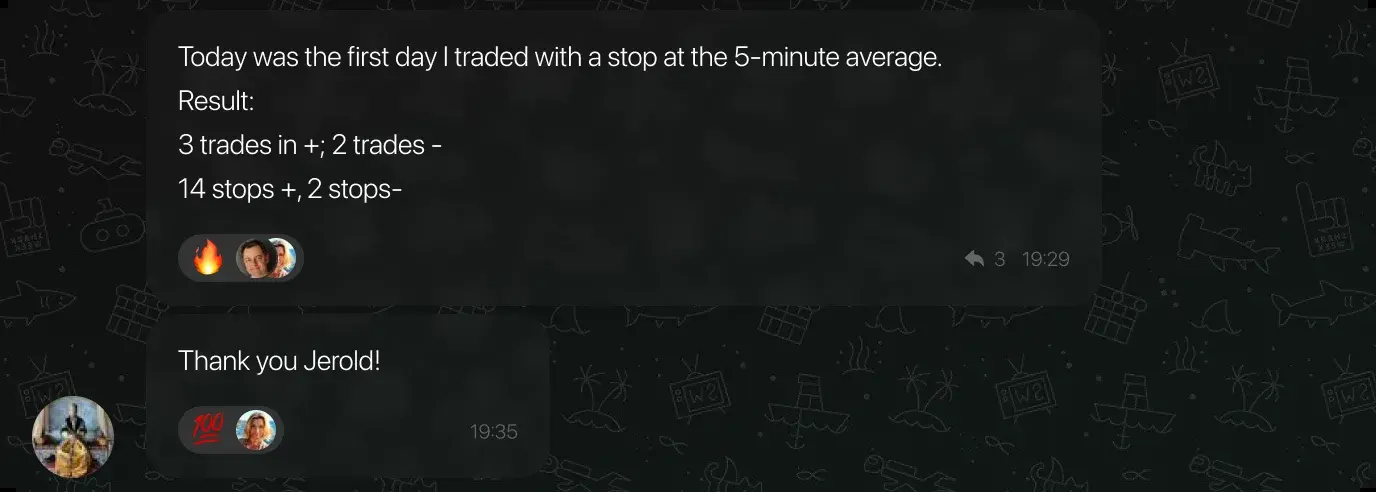 Today was the first day I traded with a stop at the 5-minute average.
Result:
3 trades in +; 2 trades -
14 stops +, 2 stops-
3 19:29
Thank you Jerold!
💯
19:35